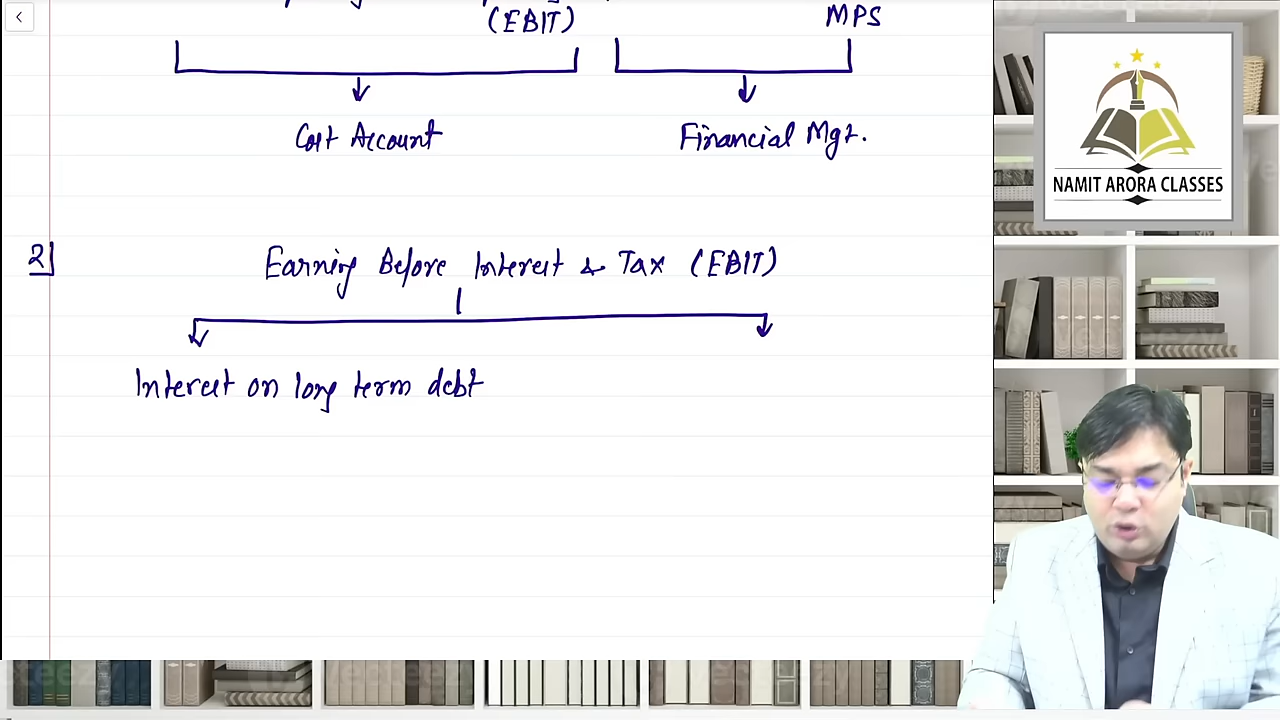 (EBIT)
MPS
Cost Account
Financial Mgt.
2]
Earning Before Interest & Tax (EBIT)
Interest on long term debt
NAMIT ARORA CLASSES